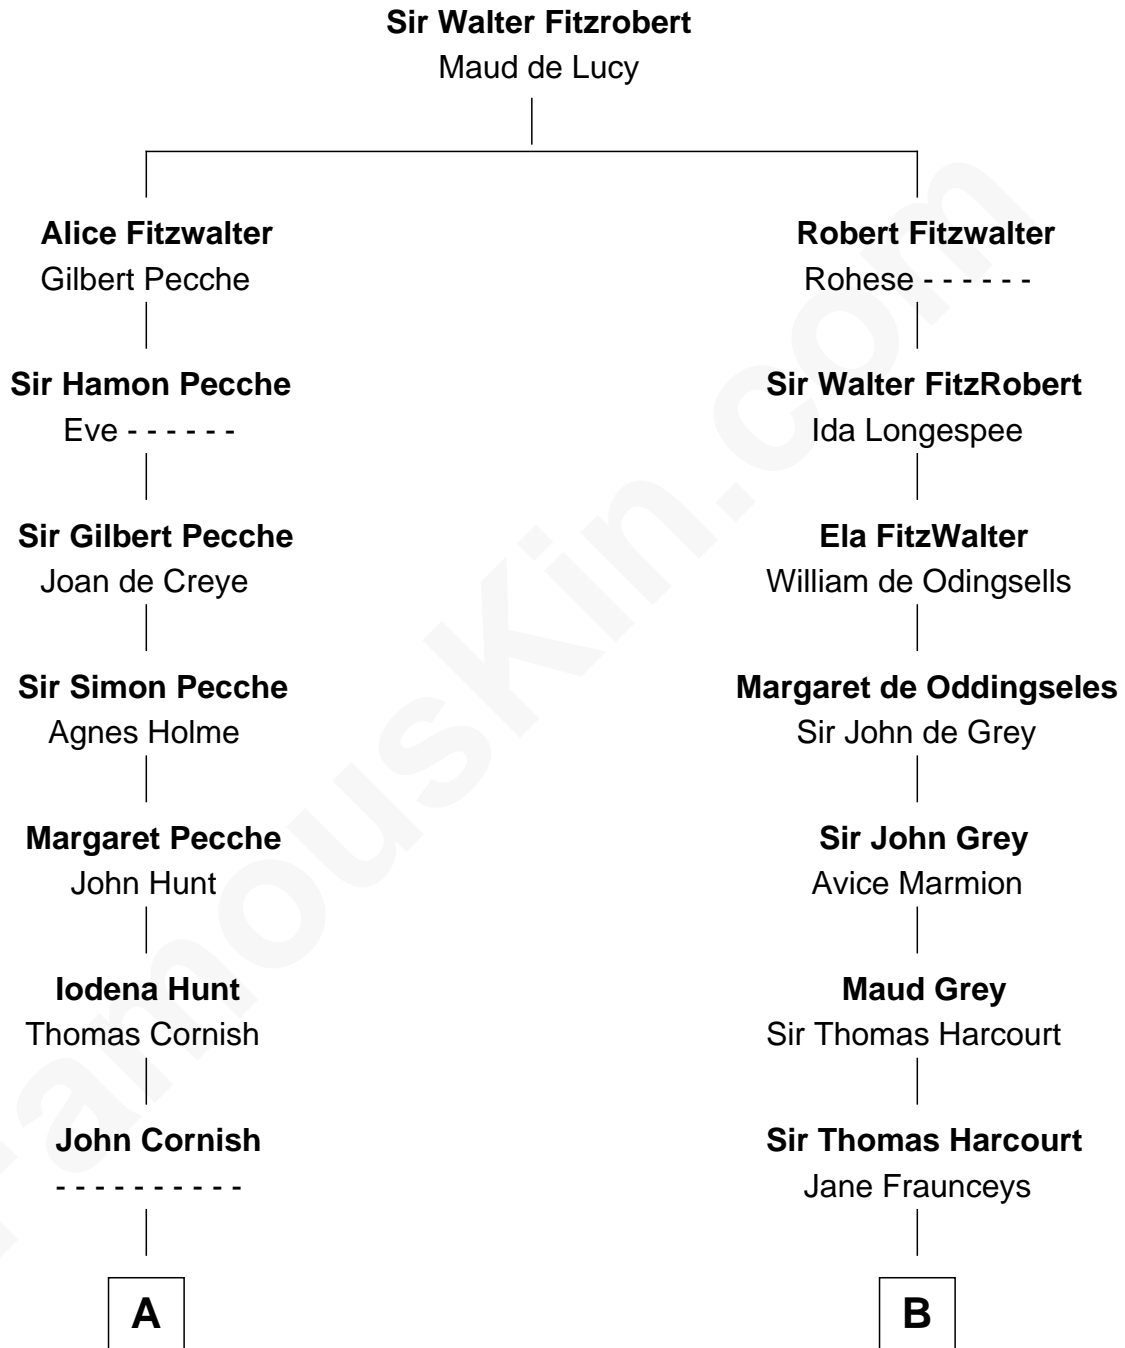 Sir Walter Fitzrobert
Maud de Lucy
Alice Fitzwalter
Gilbert Pecche
Robert Fitzwalter
Rohese - - - - - -
Sir Hamon Pecche
Eve - - - - - -
Sir Walter FitzRobert
Ida Longespee
Sir Gilbert Pecche
Joan de Creye
Ela FitzWalter
William de Odingsells
Sir Simon Pecche
Agnes Holme
Margaret de Oddingseles
Sir John de Grey
Margaret Pecche
John Hunt
Sir John Grey
Avice Marmion
Iodena Hunt
Thomas Cornish
Maud Grey
Sir Thomas Harcourt
John Cornish
- - - - - - - - - -
Sir Thomas Harcourt
Jane Fraunceys
A
B
FamousKin.com